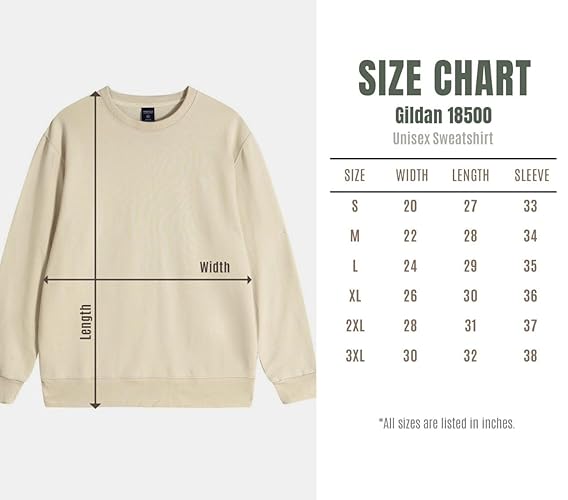 SIZE CHART
Gildan 18500
Unisex Sweatshirt
SIZE WIDTH LENGTH SLEEVE
S 20 27 33
M 22 28 34
L 24 29 35
XL 26 30 36
2XL 28 31 37
3XL 30 32 38
*All sizes are listed in inches.
Width
Length